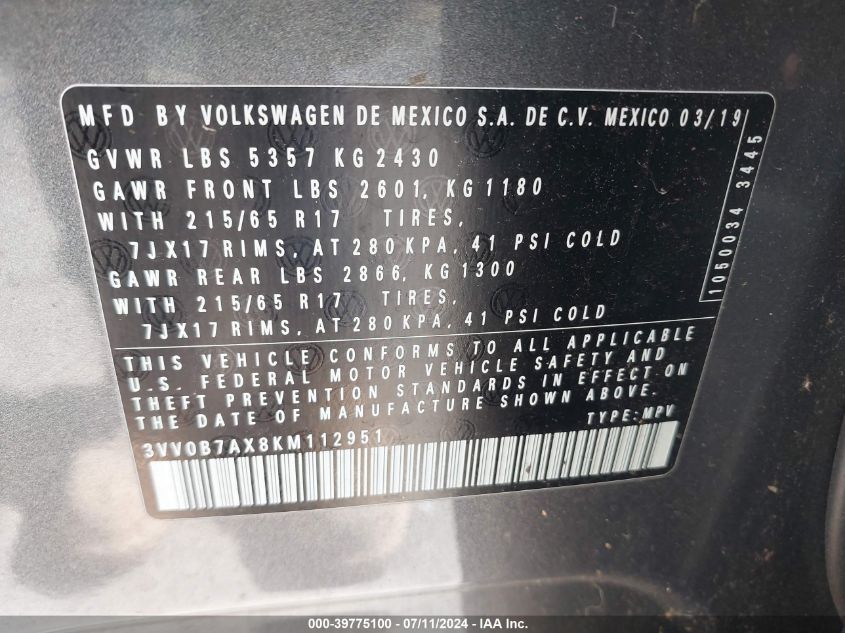 MFD BY VOLKSWAGEN DE MEXICO S.A. DE C.V. MEXICO 03/19
GVWR LBS 5357 KG 2430
GAWR FRONT LBS 2601, KG 1180
WITH 215/65 R17 TIRES,
7JX17 RIMS, AT 280 KPA, 41 PSI COLD
GAWR REAR LBS 2866, KG 1300
WITH 215/65 R17 TIRES,
7JX17 RIMS, AT 280 KPA, 41 PSI COLD
1050034 3445
THIS VEHICLE CONFORMS TO ALL APPLICABLE
U.S. FEDERAL MOTOR VEHICLE SAFETY AND
THEFT PREVENTION STANDARDS IN EFFECT ON
THE DATE OF MANUFACTURE SHOWN ABOVE.
TYPE: MPV
3VV0B7AX8KM112951
000-39775100 - 07/11/2024 - IAA Inc.